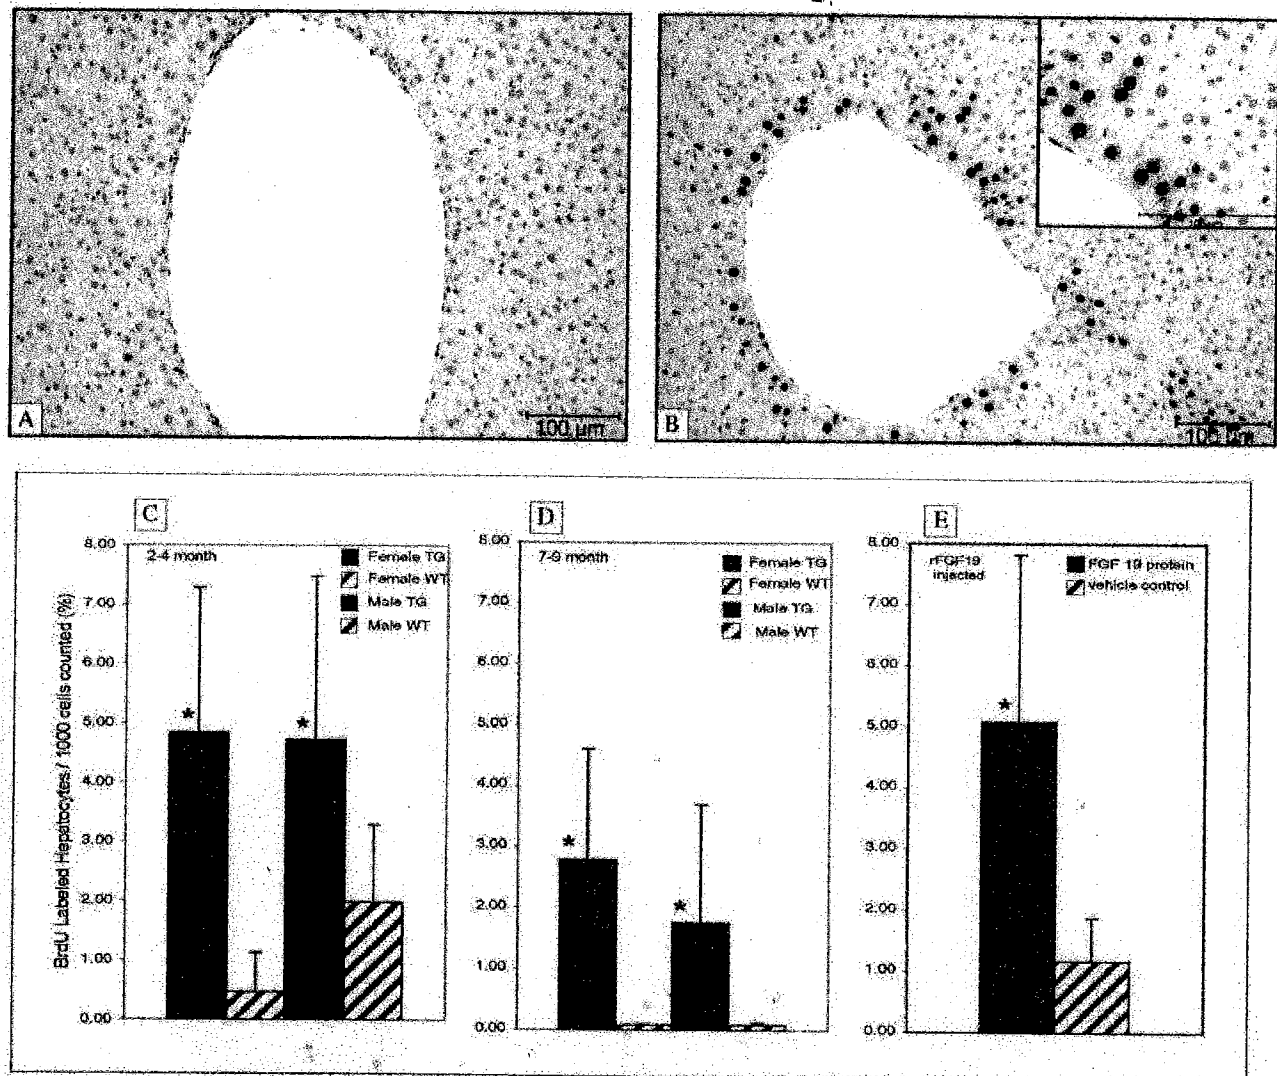 A
100 µm
B
100 µm
C
2-4 month
Female TG
Female WT
Male TG
Male WT
BrdU Labeled Hepatocytes / 1000 cells counted (%)
8.00
7.00
6.00
5.00
4.00
3.00
2.00
1.00
0.00
*
*
D
7-9 month
Female TG
Female WT
Male TG
Male WT
8.00
7.00
6.00
5.00
4.00
3.00
2.00
1.00
0.00
*
*
E
rFGF19
injected
FGF 19 protein
vehicle control
8.00
7.00
6.00
5.00
4.00
3.00
2.00
1.00
0.00
*